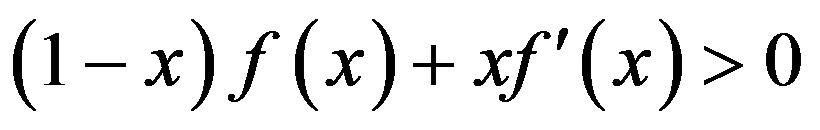 (1 − x) f (x) + xf′(x) > 0